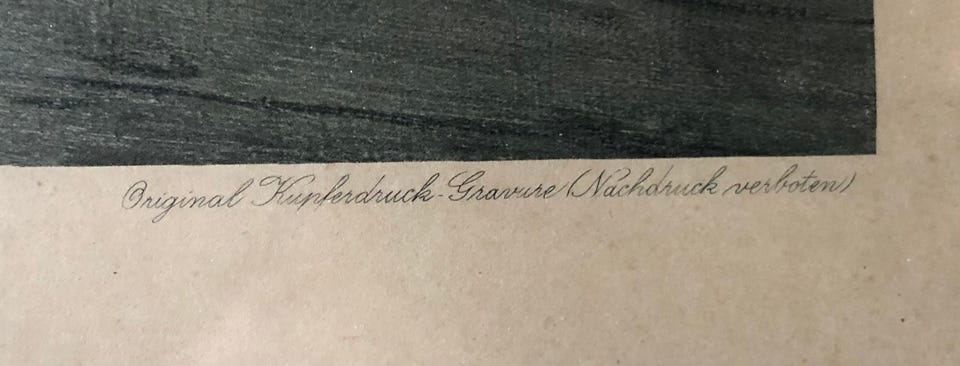 Original Kupferdruck-Gravure (Nachdruck verboten)